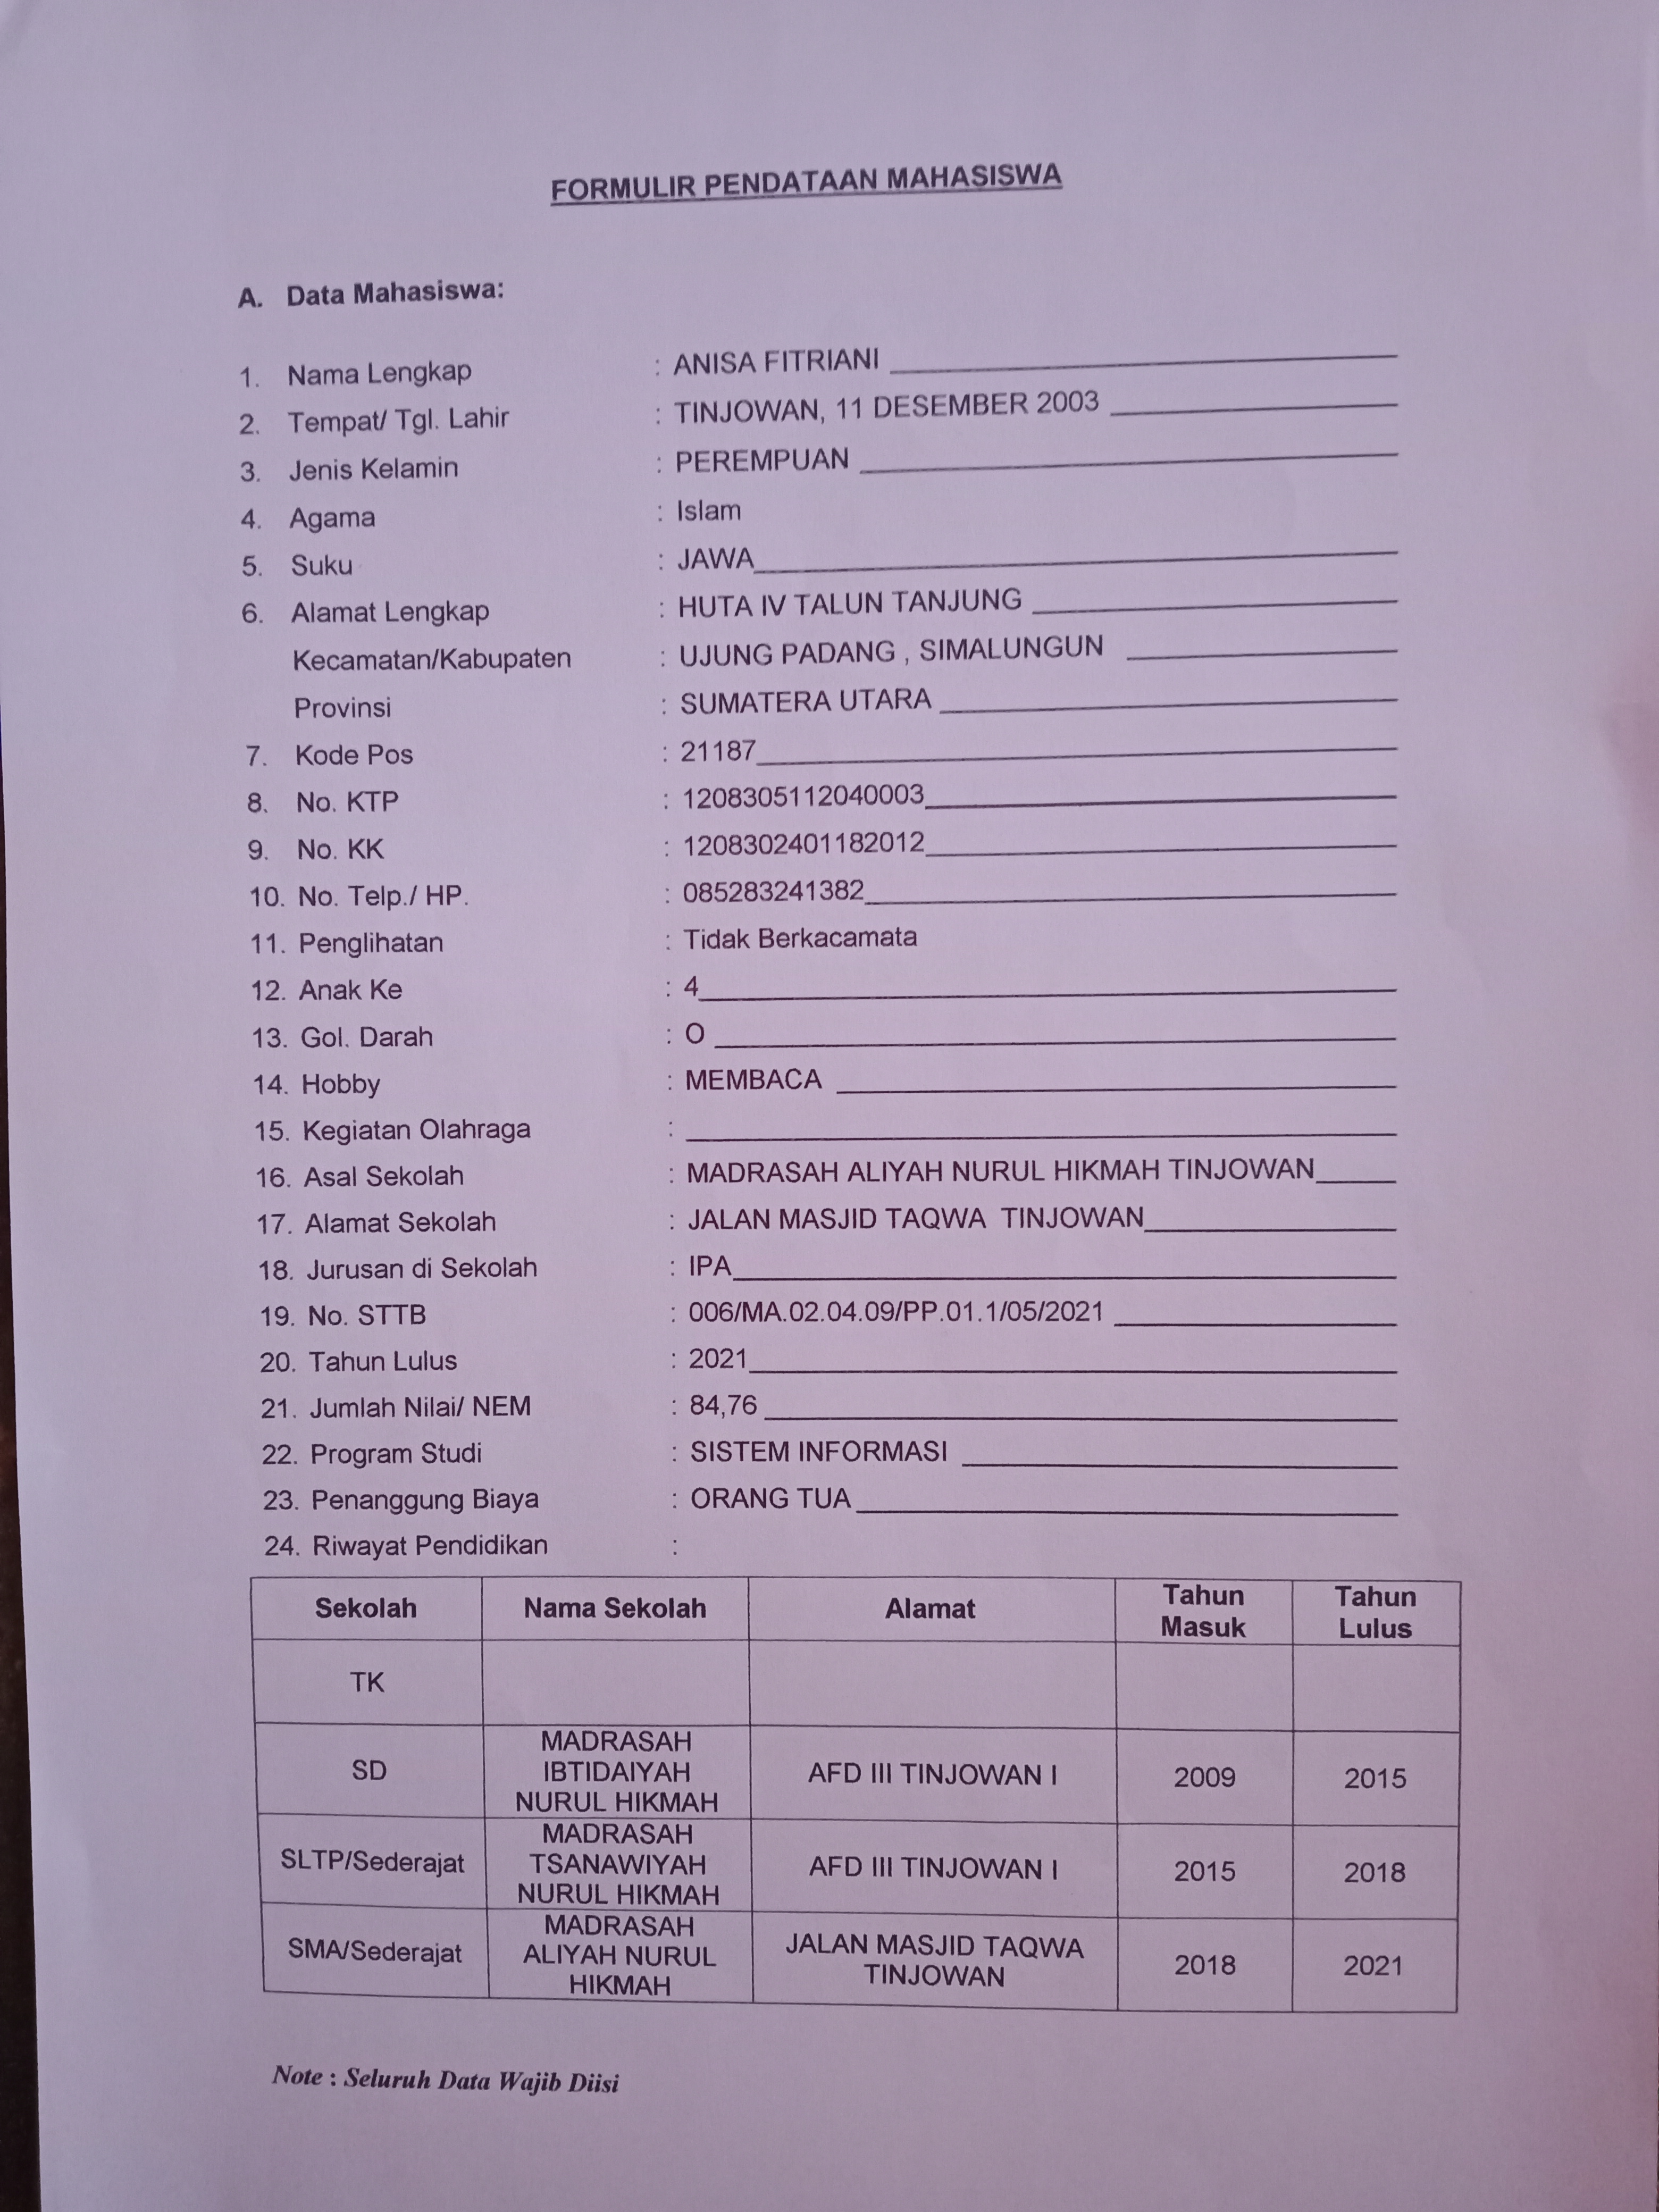 FORMULIR PENDATAAN MAHASISWA
A. Data Mahasiswa:
1. Nama Lengkap : ANISA FITRIANI
2. Tempat/ Tgl. Lahir : TINJOWAN, 11 DESEMBER 2003
3. Jenis Kelamin : PEREMPUAN
4. Agama : Islam
5. Suku : JAWA
6. Alamat Lengkap : HUTA IV TALUN TANJUNG
Kecamatan/Kabupaten : UJUNG PADANG , SIMALUNGUN
Provinsi : SUMATERA UTARA
7. Kode Pos : 21187
8. No. KTP : 1208305112040003
9. No. KK : 1208302401182012
10. No. Telp./ HP. : 085283241382
11. Penglihatan : Tidak Berkacamata
12. Anak Ke : 4
13. Gol. Darah : O
14. Hobby : MEMBACA
15. Kegiatan Olahraga :
16. Asal Sekolah : MADRASAH ALIYAH NURUL HIKMAH TINJOWAN
17. Alamat Sekolah : JALAN MASJID TAQWA TINJOWAN
18. Jurusan di Sekolah : IPA
19. No. STTB : 006/MA.02.04.09/PP.01.1/05/2021
20. Tahun Lulus : 2021
21. Jumlah Nilai/ NEM : 84,76
22. Program Studi : SISTEM INFORMASI
23. Penanggung Biaya : ORANG TUA
24. Riwayat Pendidikan :
Sekolah Nama Sekolah Alamat Tahun Masuk Tahun Lulus
TK
SD MADRASAH IBTIDAIYAH NURUL HIKMAH AFD III TINJOWAN I 2009 2015
SLTP/Sederajat MADRASAH TSANAWIYAH NURUL HIKMAH AFD III TINJOWAN I 2015 2018
SMA/Sederajat MADRASAH ALIYAH NURUL HIKMAH JALAN MASJID TAQWA TINJOWAN 2018 2021
Note : Seluruh Data Wajib Diisi